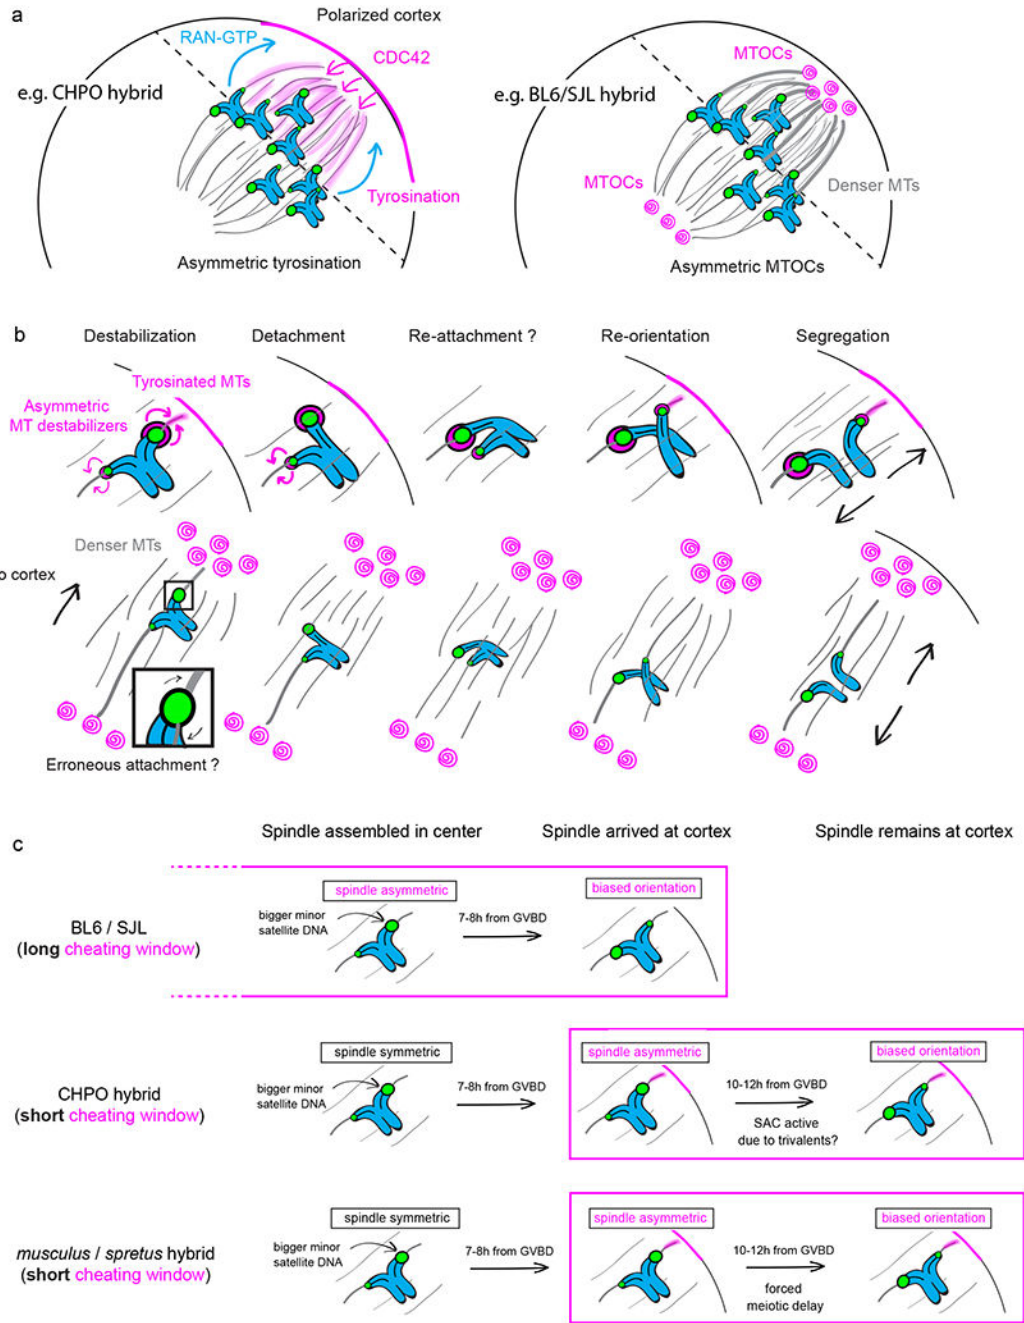 a
Polarized cortex
RAN-GTP
CDC42
e.g. CHPO hybrid
Tyrosination
Asymmetric tyrosination
MTOCs
e.g. BL6/SJL hybrid
MTOCs
Denser MTs
Asymmetric MTOCs
b
Destabilization
Detachment
Re-attachment ?
Re-orientation
Segregation
Tyrosinated MTs
Asymmetric
MT destabilizers
Denser MTs
o cortex
Erroneous attachment ?
c
Spindle assembled in center
Spindle arrived at cortex
Spindle remains at cortex
BL6 / SJL
(long cheating window)
spindle asymmetric
bigger minor
satellite DNA
7-8h from GVBD
biased orientation
CHPO hybrid
(short cheating window)
spindle symmetric
bigger minor
satellite DNA
7-8h from GVBD
spindle asymmetric
10-12h from GVBD
SAC active
due to trivalents?
biased orientation
musculus / spretus hybrid
(short cheating window)
spindle symmetric
bigger minor
satellite DNA
7-8h from GVBD
spindle asymmetric
10-12h from GVBD
forced
meiotic delay
biased orientation